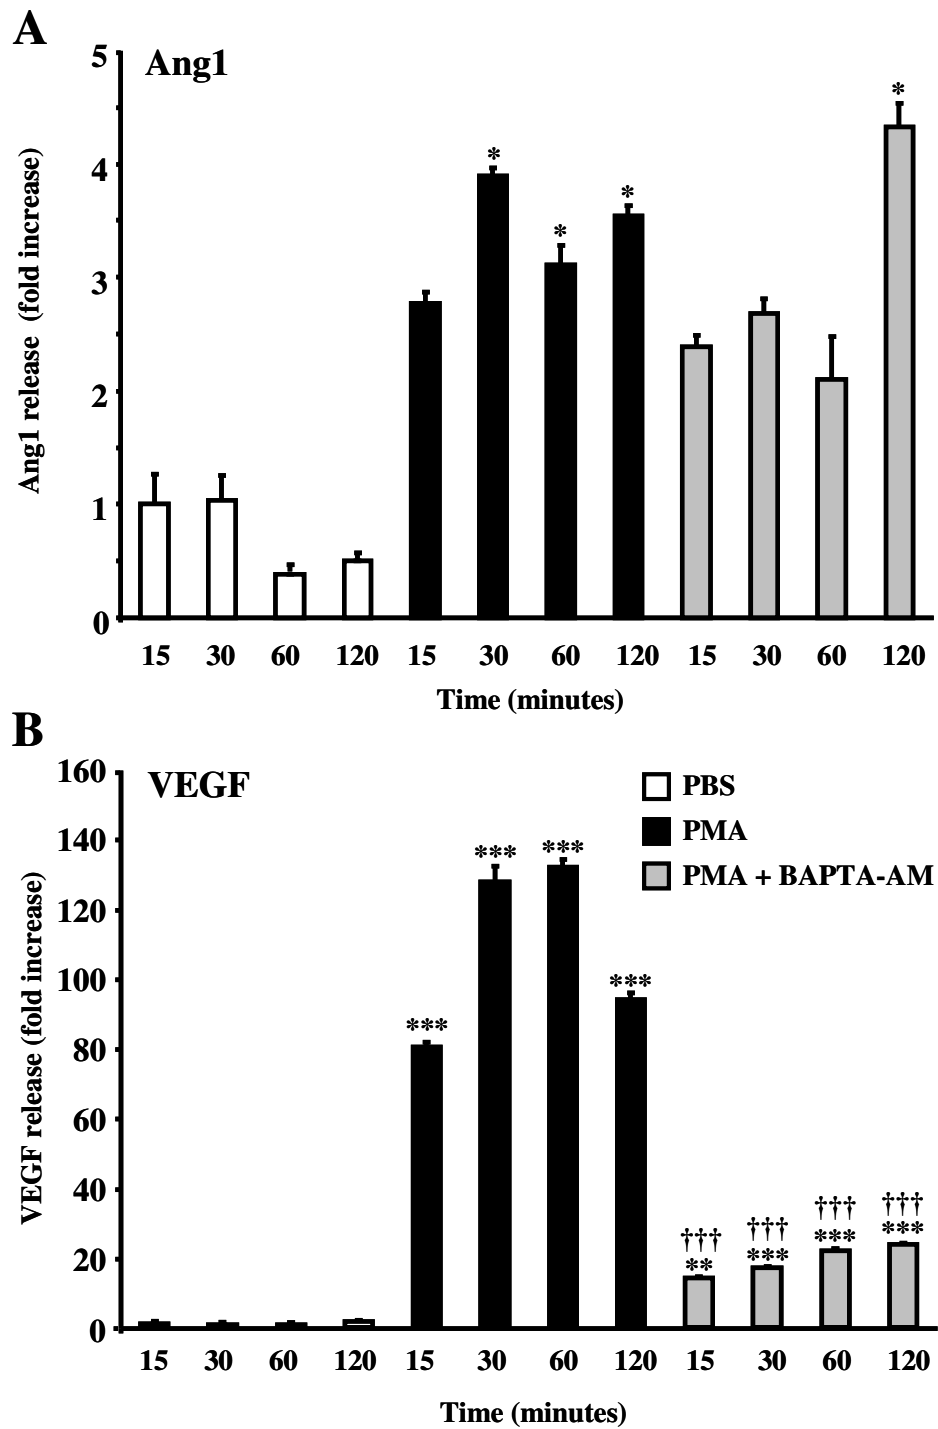 A
Ang1
Ang1 release (fold increase)
5
4
3
2
1
0
* * * *
15 30 60 120 15 30 60 120 15 30 60 120
Time (minutes)
B
VEGF
VEGF release (fold increase)
160
140
120
100
80
60
40
20
0
PBS
PMA
PMA + BAPTA-AM
*** *** *** ***
††† ††† ††† †††
** *** *** ***
15 30 60 120 15 30 60 120 15 30 60 120
Time (minutes)